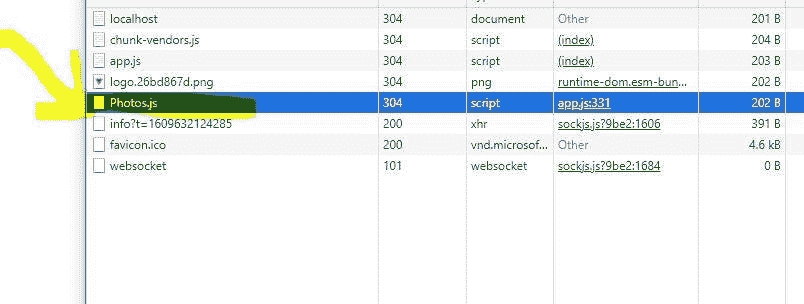 localhost 304 document Other 201 B
chunk-vendors.js 304 script (index) 204 B
app.js 304 script (index) 203 B
logo.26bd867d.png 304 png runtime-dom.esm-bun... 202 B
Photos.js 304 script app.js:331 202 B
info?t=1609632124285 200 xhr sockjs.js?9be2:1606 391 B
favicon.ico 200 vnd.microsof... Other 4.6 kB
websocket 101 websocket sockjs.js?9be2:1684 0 B